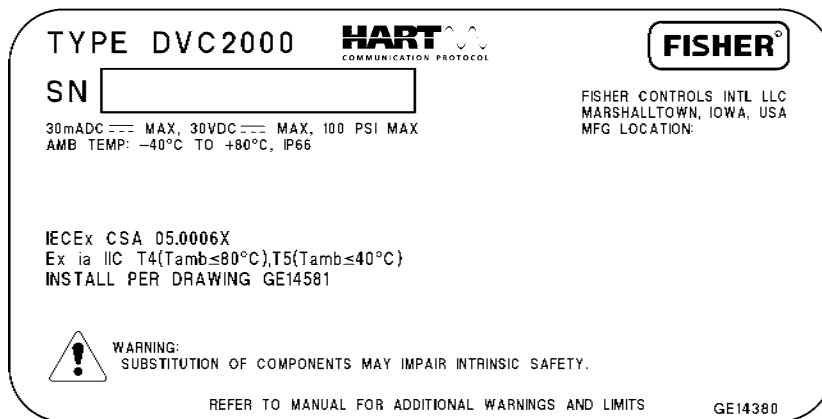 TYPE DVC2000
HART
COMMUNICATION PROTOCOL
FISHER®
SN
FISHER CONTROLS INTL LLC
MARSHALLTOWN, IOWA, USA
MFG LOCATION:
30mADC ⎓ MAX, 30VDC ⎓ MAX, 100 PSI MAX
AMB TEMP: −40°C TO +80°C, IP66
IECEx CSA 05.0006X
Ex ia IIC T4(Tamb≤80°C),T5(Tamb≤40°C)
INSTALL PER DRAWING GE14581
WARNING:
SUBSTITUTION OF COMPONENTS MAY IMPAIR INTRINSIC SAFETY.
REFER TO MANUAL FOR ADDITIONAL WARNINGS AND LIMITS
GE14380